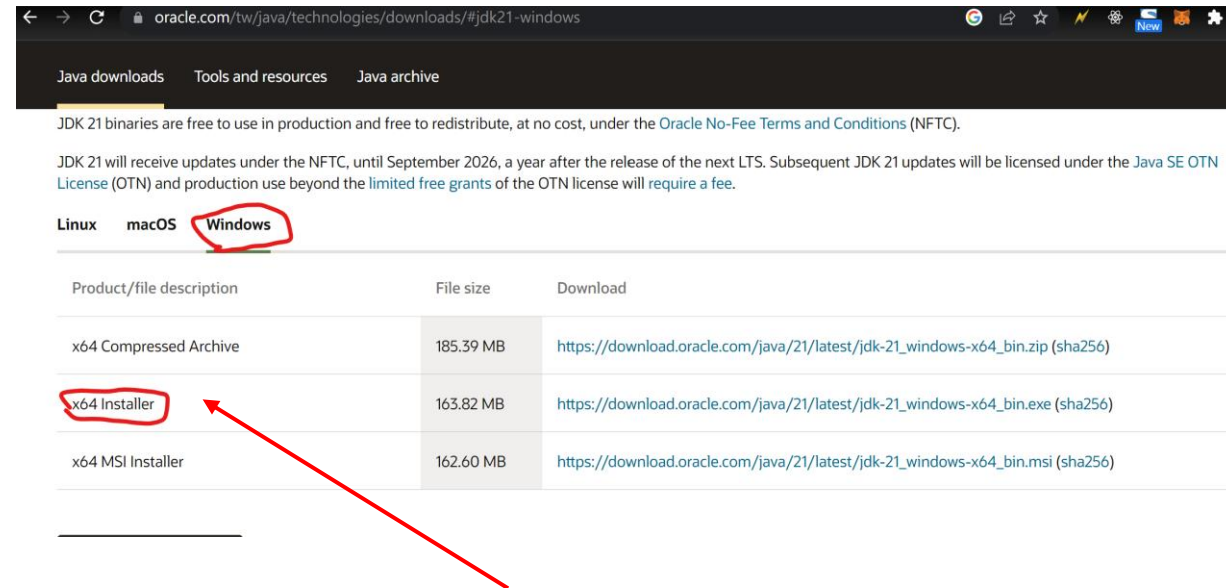 oracle.com/tw/java/technologies/downloads/#jdk21-windows
New
Java downloads Tools and resources Java archive
JDK 21 binaries are free to use in production and free to redistribute, at no cost, under the Oracle No-Fee Terms and Conditions (NFTC).
JDK 21 will receive updates under the NFTC, until September 2026, a year after the release of the next LTS. Subsequent JDK 21 updates will be licensed under the Java SE OTN
License (OTN) and production use beyond the limited free grants of the OTN license will require a fee.
Linux macOS Windows
Product/file description File size Download
x64 Compressed Archive 185.39 MB https://download.oracle.com/java/21/latest/jdk-21_windows-x64_bin.zip (sha256)
x64 Installer 163.82 MB https://download.oracle.com/java/21/latest/jdk-21_windows-x64_bin.exe (sha256)
x64 MSI Installer 162.60 MB https://download.oracle.com/java/21/latest/jdk-21_windows-x64_bin.msi (sha256)